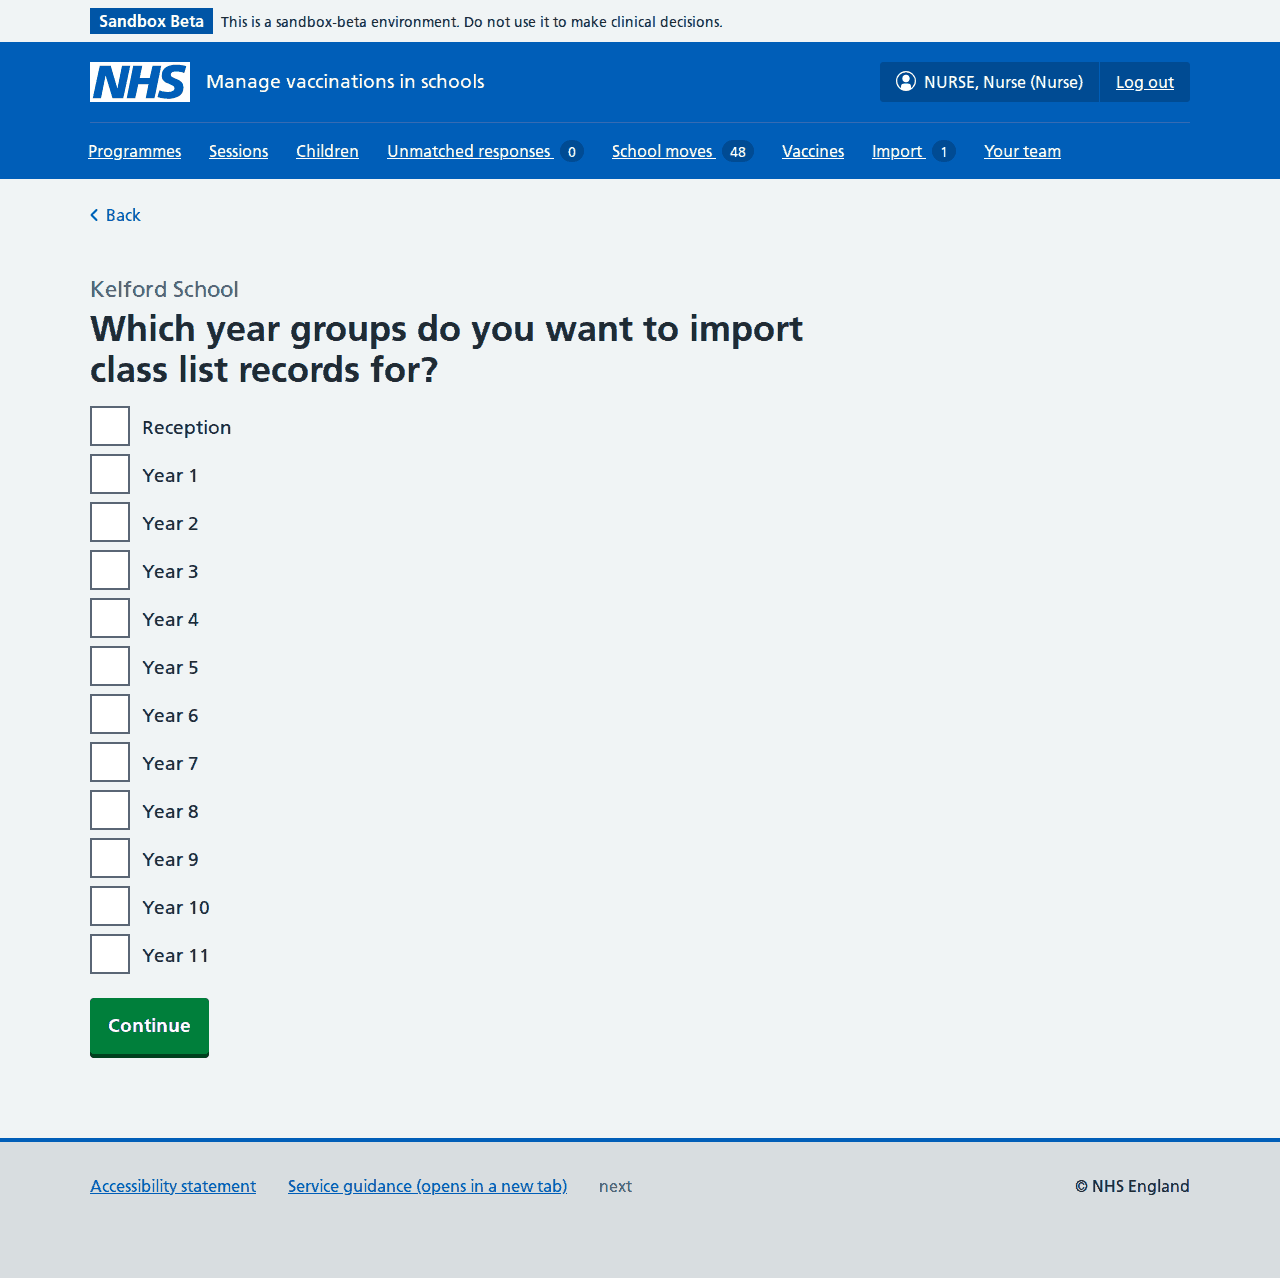 Sandbox Beta This is a sandbox-beta environment. Do not use it to make clinical decisions.
NHS Manage vaccinations in schools NURSE, Nurse (Nurse) Log out
Programmes Sessions Children Unmatched responses 0 School moves 48 Vaccines Import 1 Your team
Back
Kelford School
Which year groups do you want to import
class list records for?
Reception
Year 1
Year 2
Year 3
Year 4
Year 5
Year 6
Year 7
Year 8
Year 9
Year 10
Year 11
Continue
Accessibility statement Service guidance (opens in a new tab) next © NHS England